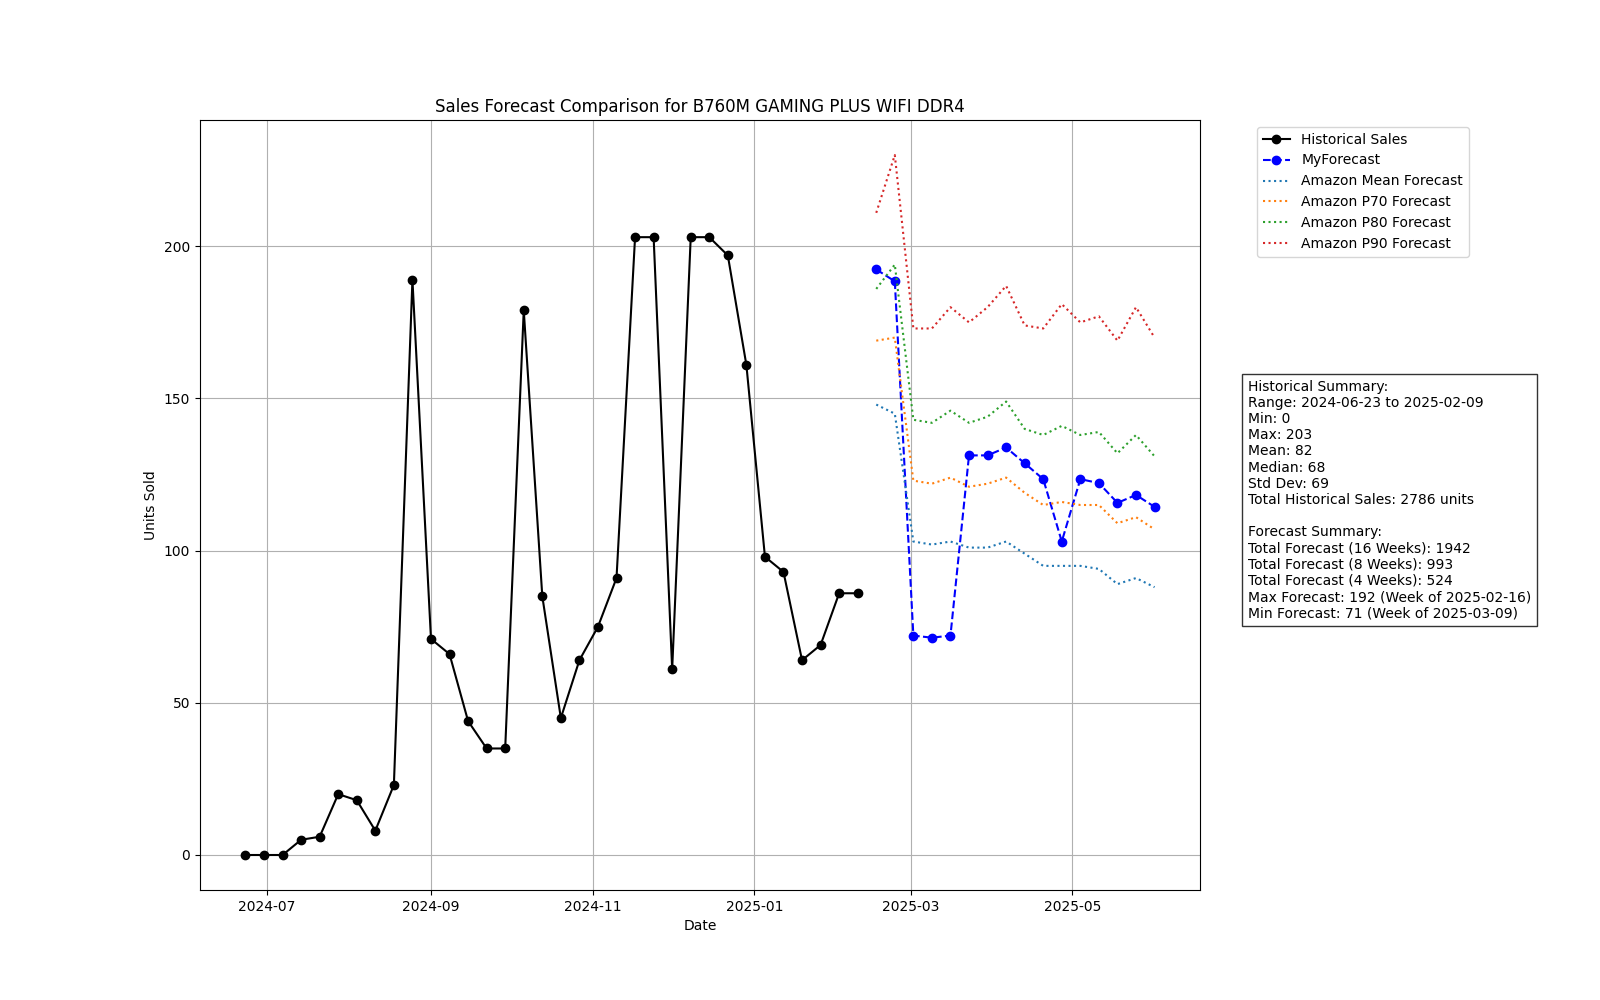 Sales Forecast Comparison for B760M GAMING PLUS WIFI DDR4
Historical Sales
MyForecast
Amazon Mean Forecast
Amazon P70 Forecast
Amazon P80 Forecast
Amazon P90 Forecast
Units Sold
200
150
100
50
0
2024-07
2024-09
2024-11
2025-01
2025-03
2025-05
Date
Historical Summary:
Range: 2024-06-23 to 2025-02-09
Min: 0
Max: 203
Mean: 82
Median: 68
Std Dev: 69
Total Historical Sales: 2786 units
Forecast Summary:
Total Forecast (16 Weeks): 1942
Total Forecast (8 Weeks): 993
Total Forecast (4 Weeks): 524
Max Forecast: 192 (Week of 2025-02-16)
Min Forecast: 71 (Week of 2025-03-09)